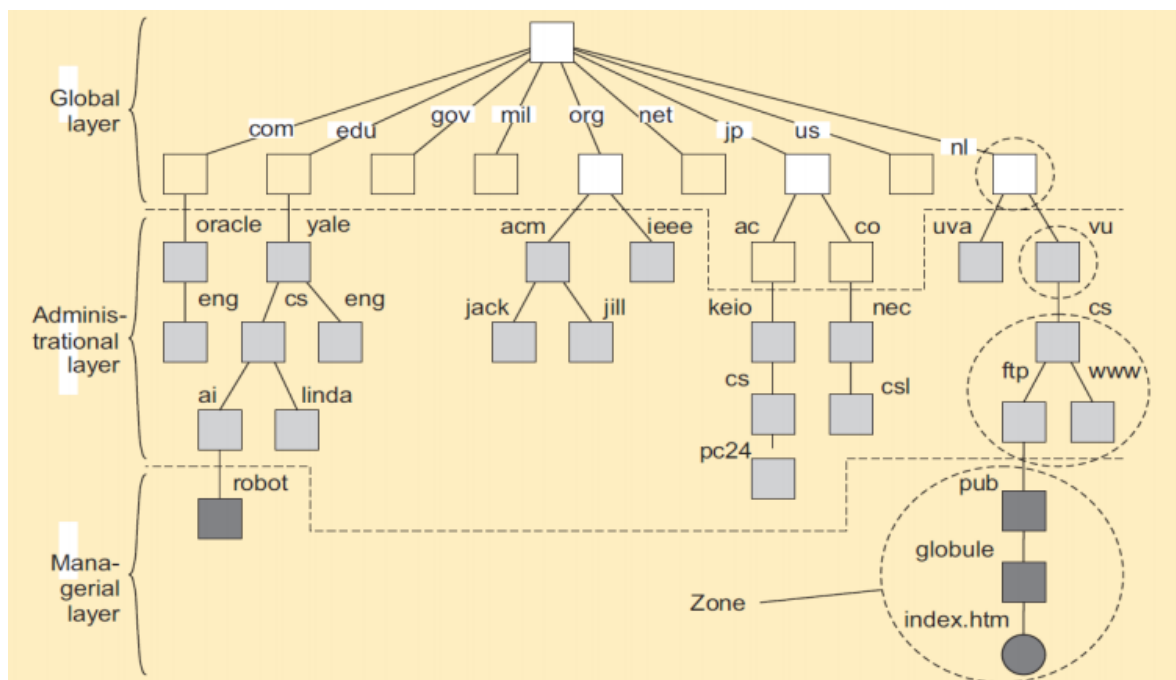 Global
layer
com
edu
gov
mil
org
net
jp
us
nl
oracle
yale
acm
ieee
ac
co
uva
vu
Adminis-
trational
layer
eng
cs
eng
jack
jill
keio
nec
cs
ai
linda
cs
csl
ftp
www
pc24
robot
pub
Mana-
gerial
layer
globule
Zone
index.htm